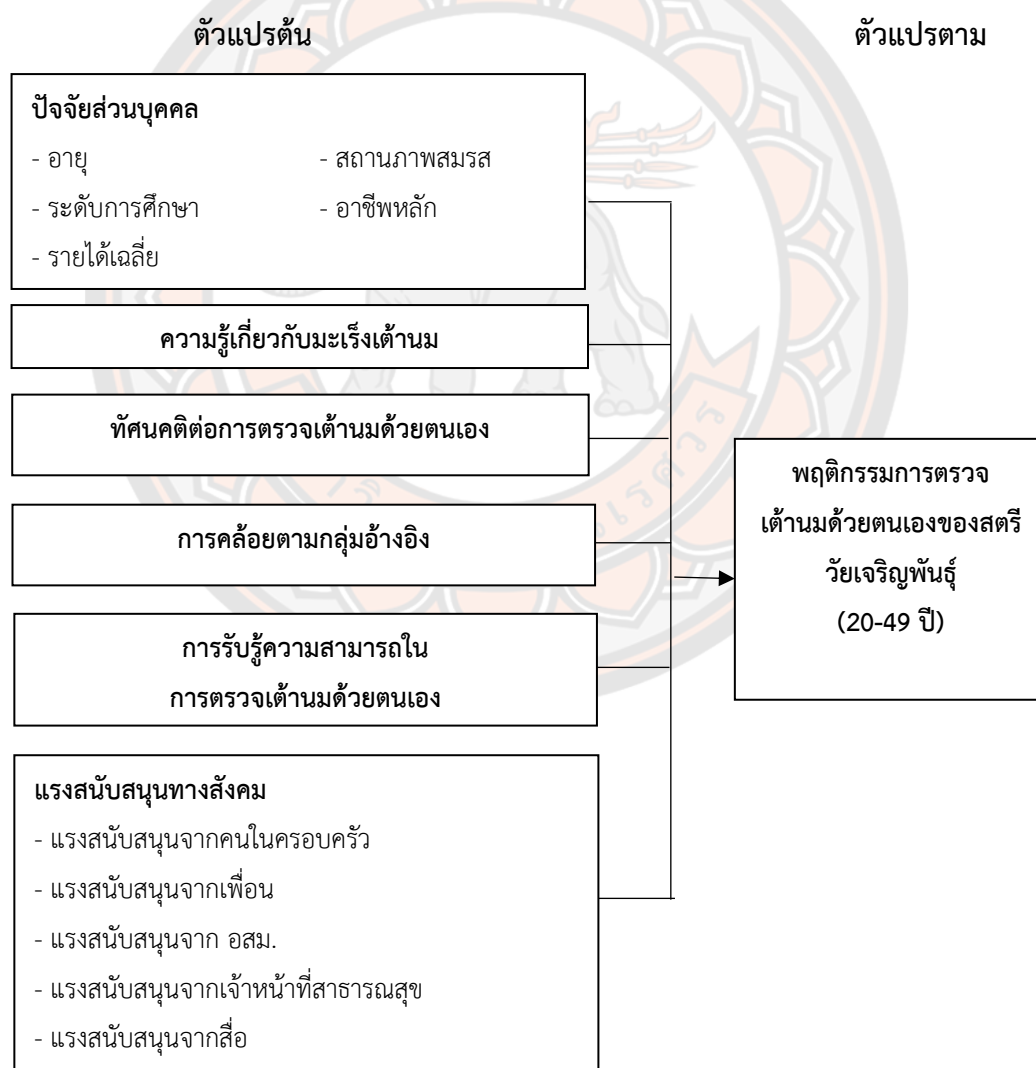 ตัวแปรต้น
ตัวแปรตาม
ปัจจัยส่วนบุคคล
- อายุ - สถานภาพสมรส
- ระดับการศึกษา - อาชีพหลัก
- รายได้เฉลี่ย
ความรู้เกี่ยวกับมะเร็งเต้านม
ทัศนคติต่อการตรวจเต้านมด้วยตนเอง
การคล้อยตามกลุ่มอ้างอิง
การรับรู้ความสามารถใน
การตรวจเต้านมด้วยตนเอง
แรงสนับสนุนทางสังคม
- แรงสนับสนุนจากคนในครอบครัว
- แรงสนับสนุนจากเพื่อน
- แรงสนับสนุนจาก อสม.
- แรงสนับสนุนจากเจ้าหน้าที่สาธารณสุข
- แรงสนับสนุนจากสื่อ
พฤติกรรมการตรวจ
เต้านมด้วยตนเองของสตรี
วัยเจริญพันธุ์
(20-49 ปี)